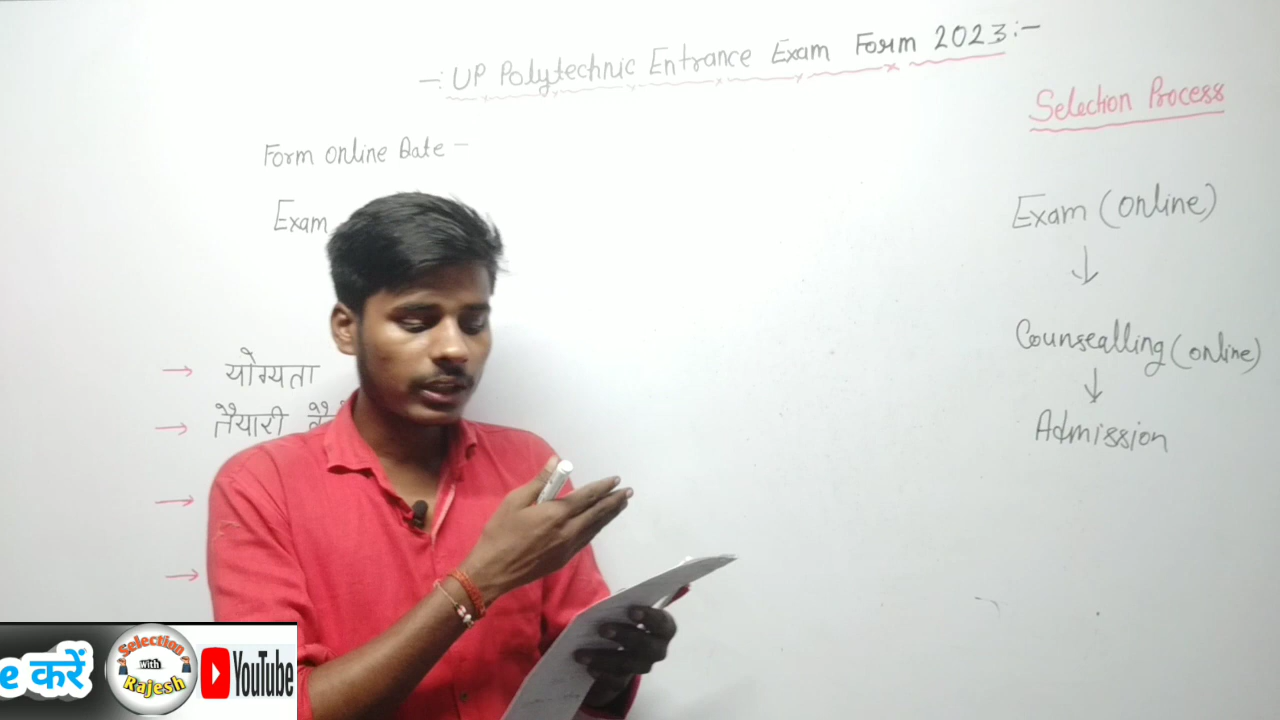 -: UP Polytechnic Entrance Exam Form 2023:-
Selection Process
Form Online Date -
Exam
Exam (Online)
↓
Counsealling (online)
↓
Admission
→ योग्यता
→ तैयारी
→
→
e करें
Selection
with
Rajesh
YouTube